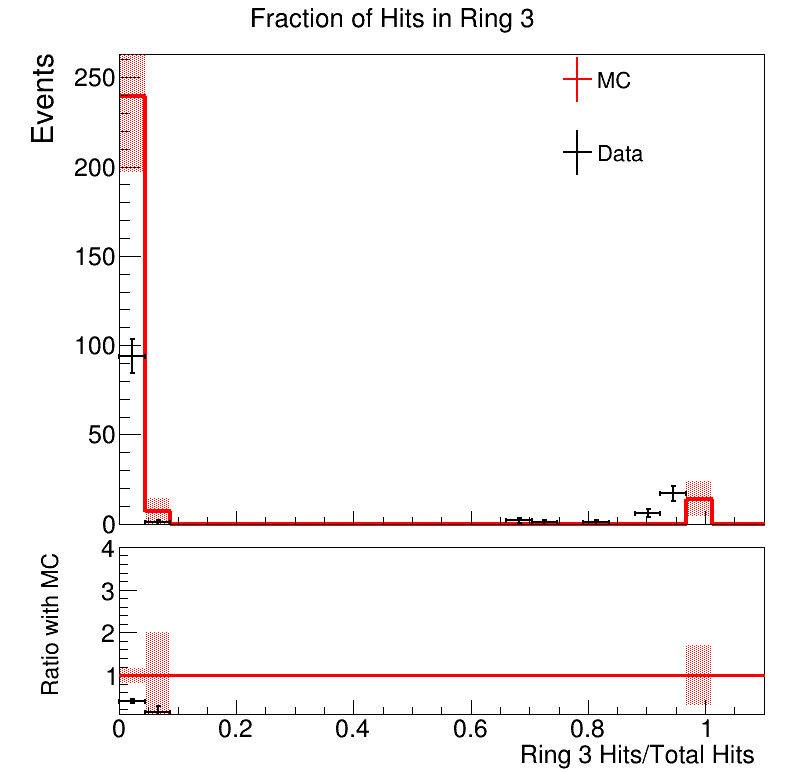 Fraction of Hits in Ring 3
Events
250
200
150
100
50
0
MC
Data
Ratio with MC
4
3
2
1
0
0.2
0.4
0.6
0.8
1
Ring 3 Hits/Total Hits